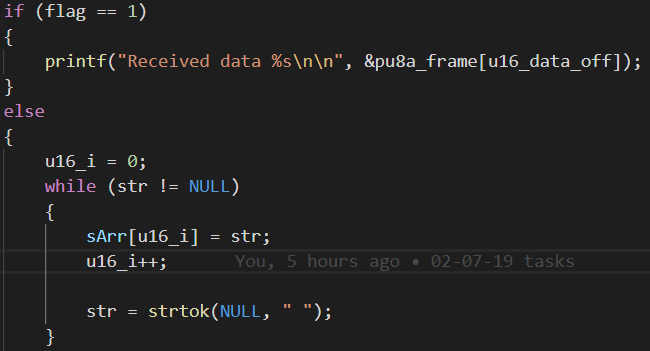 if (flag == 1)
{
    printf("Received data %s\n\n", &pu8a_frame[u16_data_off]);
}
else
{
    u16_i = 0;
    while (str != NULL)
    {
        sArr[u16_i] = str;
        u16_i++;        You, 5 hours ago • 02-07-19 tasks

        str = strtok(NULL, " ");
    }